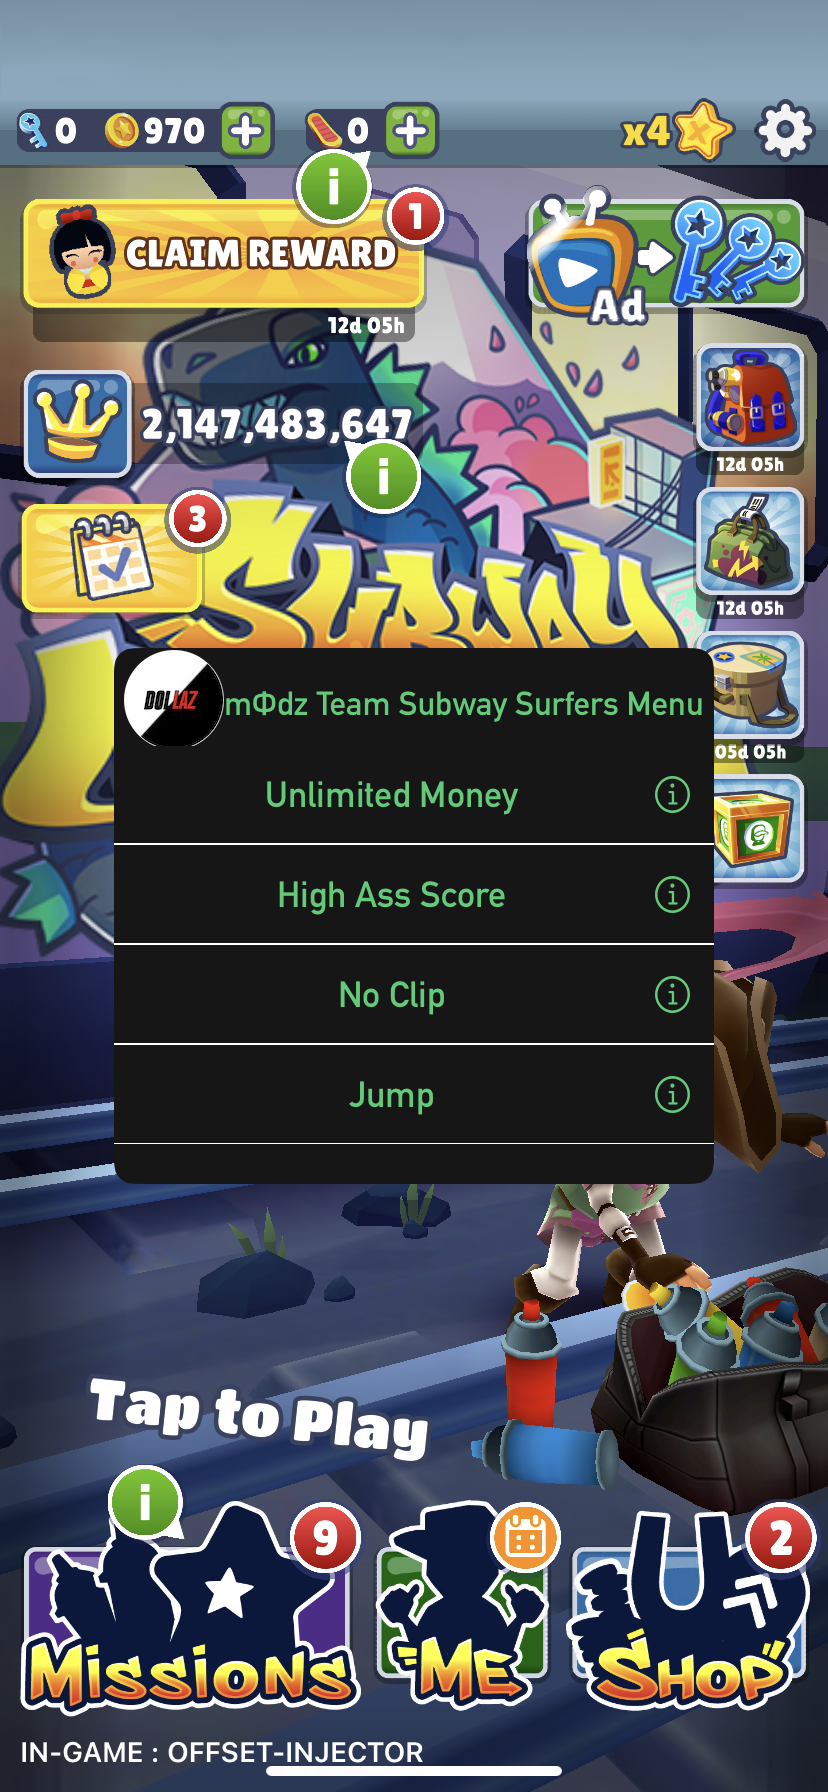 0 970 0 x4
1
CLAIM REWARD
12d 05h
Ad
2,147,483,647
12d 05h
3
12d 05h
SUBWAY
DOLLAZ
mΦdz Team Subway Surfers Menu
05d 05h
Unlimited Money
High Ass Score
No Clip
Jump
Tap to Play
9
2
MISSIONS
ME
SHOP
IN-GAME : OFFSET-INJECTOR